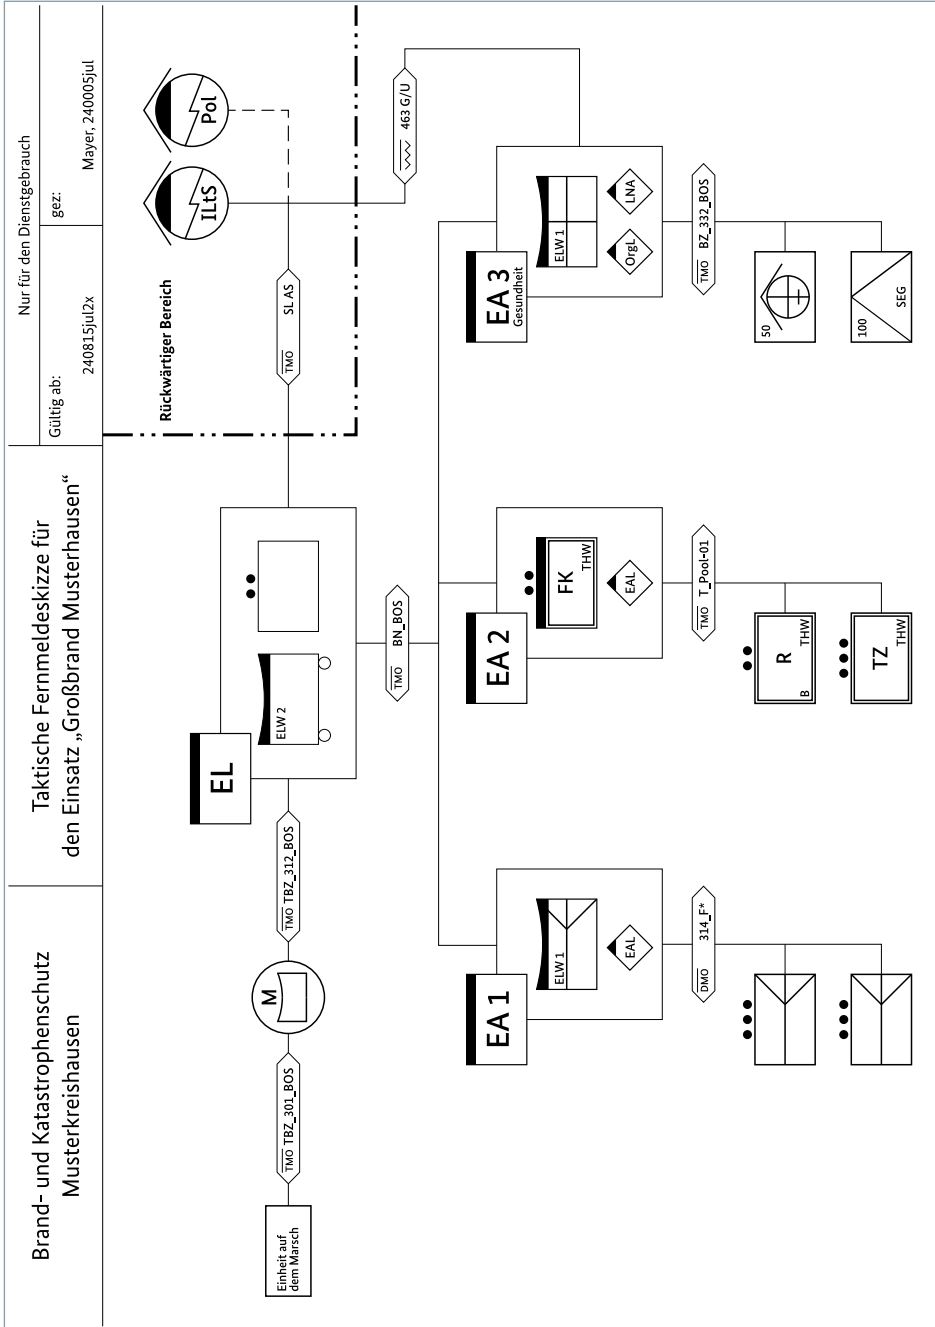 Brand- und Katastrophenschutz
Musterkreishausen
Taktische Fernmeldeskizze für
den Einsatz „Großbrand Musterhausen“
Nur für den Dienstgebrauch
Gültig ab:
240815jul2x
gez:
Mayer, 240005jul
Rückwärtiger Bereich
ILtS
Pol
EL
ELW 2
Einheit auf
dem Marsch
TMO TBZ_301_BOS
M
TMO TBZ_312_BOS
TMO SL AS
463 G/U
TMO BN_BOS
EA 1
ELW 1
EAL
DMO 314_F*
EA 2
FK
THW
EAL
TMO T_Pool-01
R
B
THW
TZ
THW
EA 3
Gesundheit
ELW 1
OrgL
LNA
TMO BZ_332_BOS
50
100
SEG